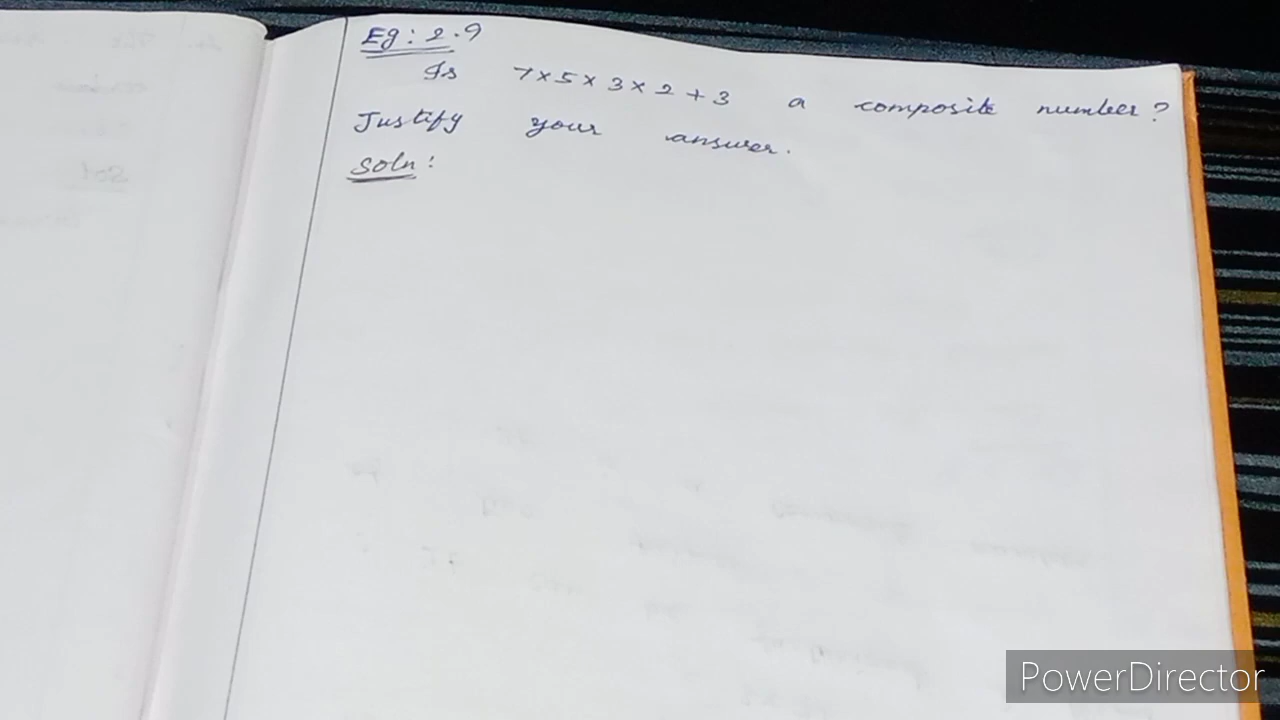 Eg: 2.9
Is 7×5×3×2+3 a composite number?
Justify your answer.
Soln:
PowerDirector